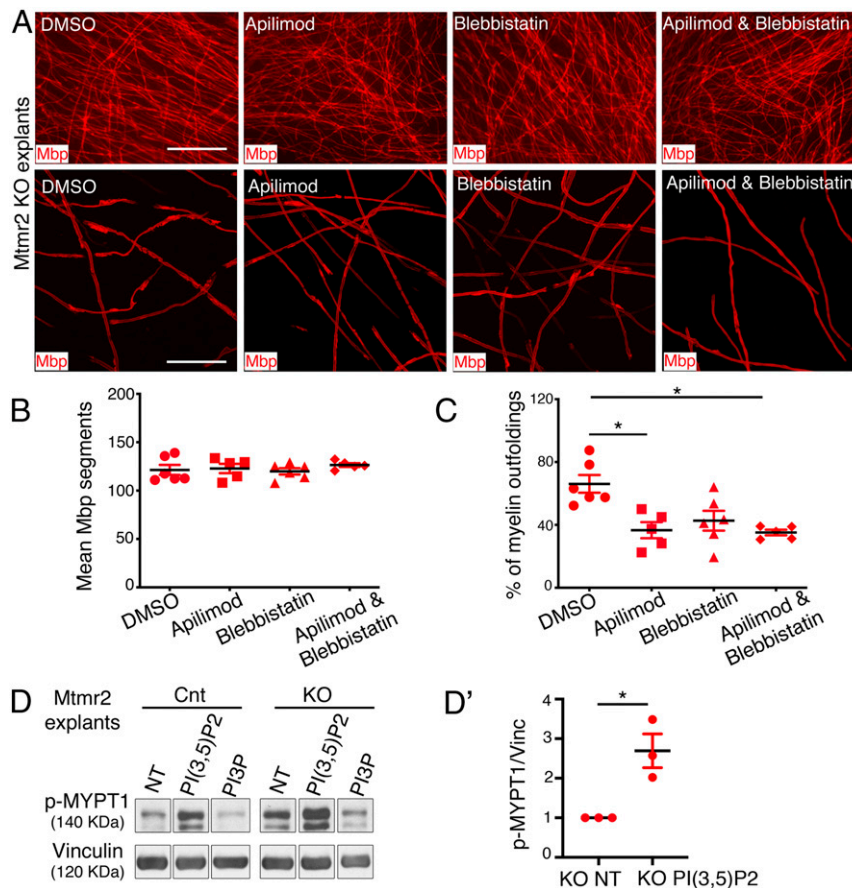 A
Mtmr2 KO explants
DMSO
Apilimod
Blebbistatin
Apilimod & Blebbistatin
Mbp
Mbp
Mbp
Mbp
DMSO
Apilimod
Blebbistatin
Apilimod & Blebbistatin
Mbp
Mbp
Mbp
Mbp
B
Mean Mbp segments
200
150
100
50
0
DMSO
Apilimod
Blebbistatin
Apilimod &
Blebbistatin
C
% of myelin outfoldings
120
80
40
0
*
*
DMSO
Apilimod
Blebbistatin
Apilimod &
Blebbistatin
D
Mtmr2
explants
Cnt
KO
NT
PI(3,5)P2
PI3P
NT
PI(3,5)P2
PI3P
p-MYPT1
(140 KDa)
Vinculin
(120 KDa)
D'
p-MYPT1/Vinc
4
3
2
1
0
*
KO NT
KO PI(3,5)P2